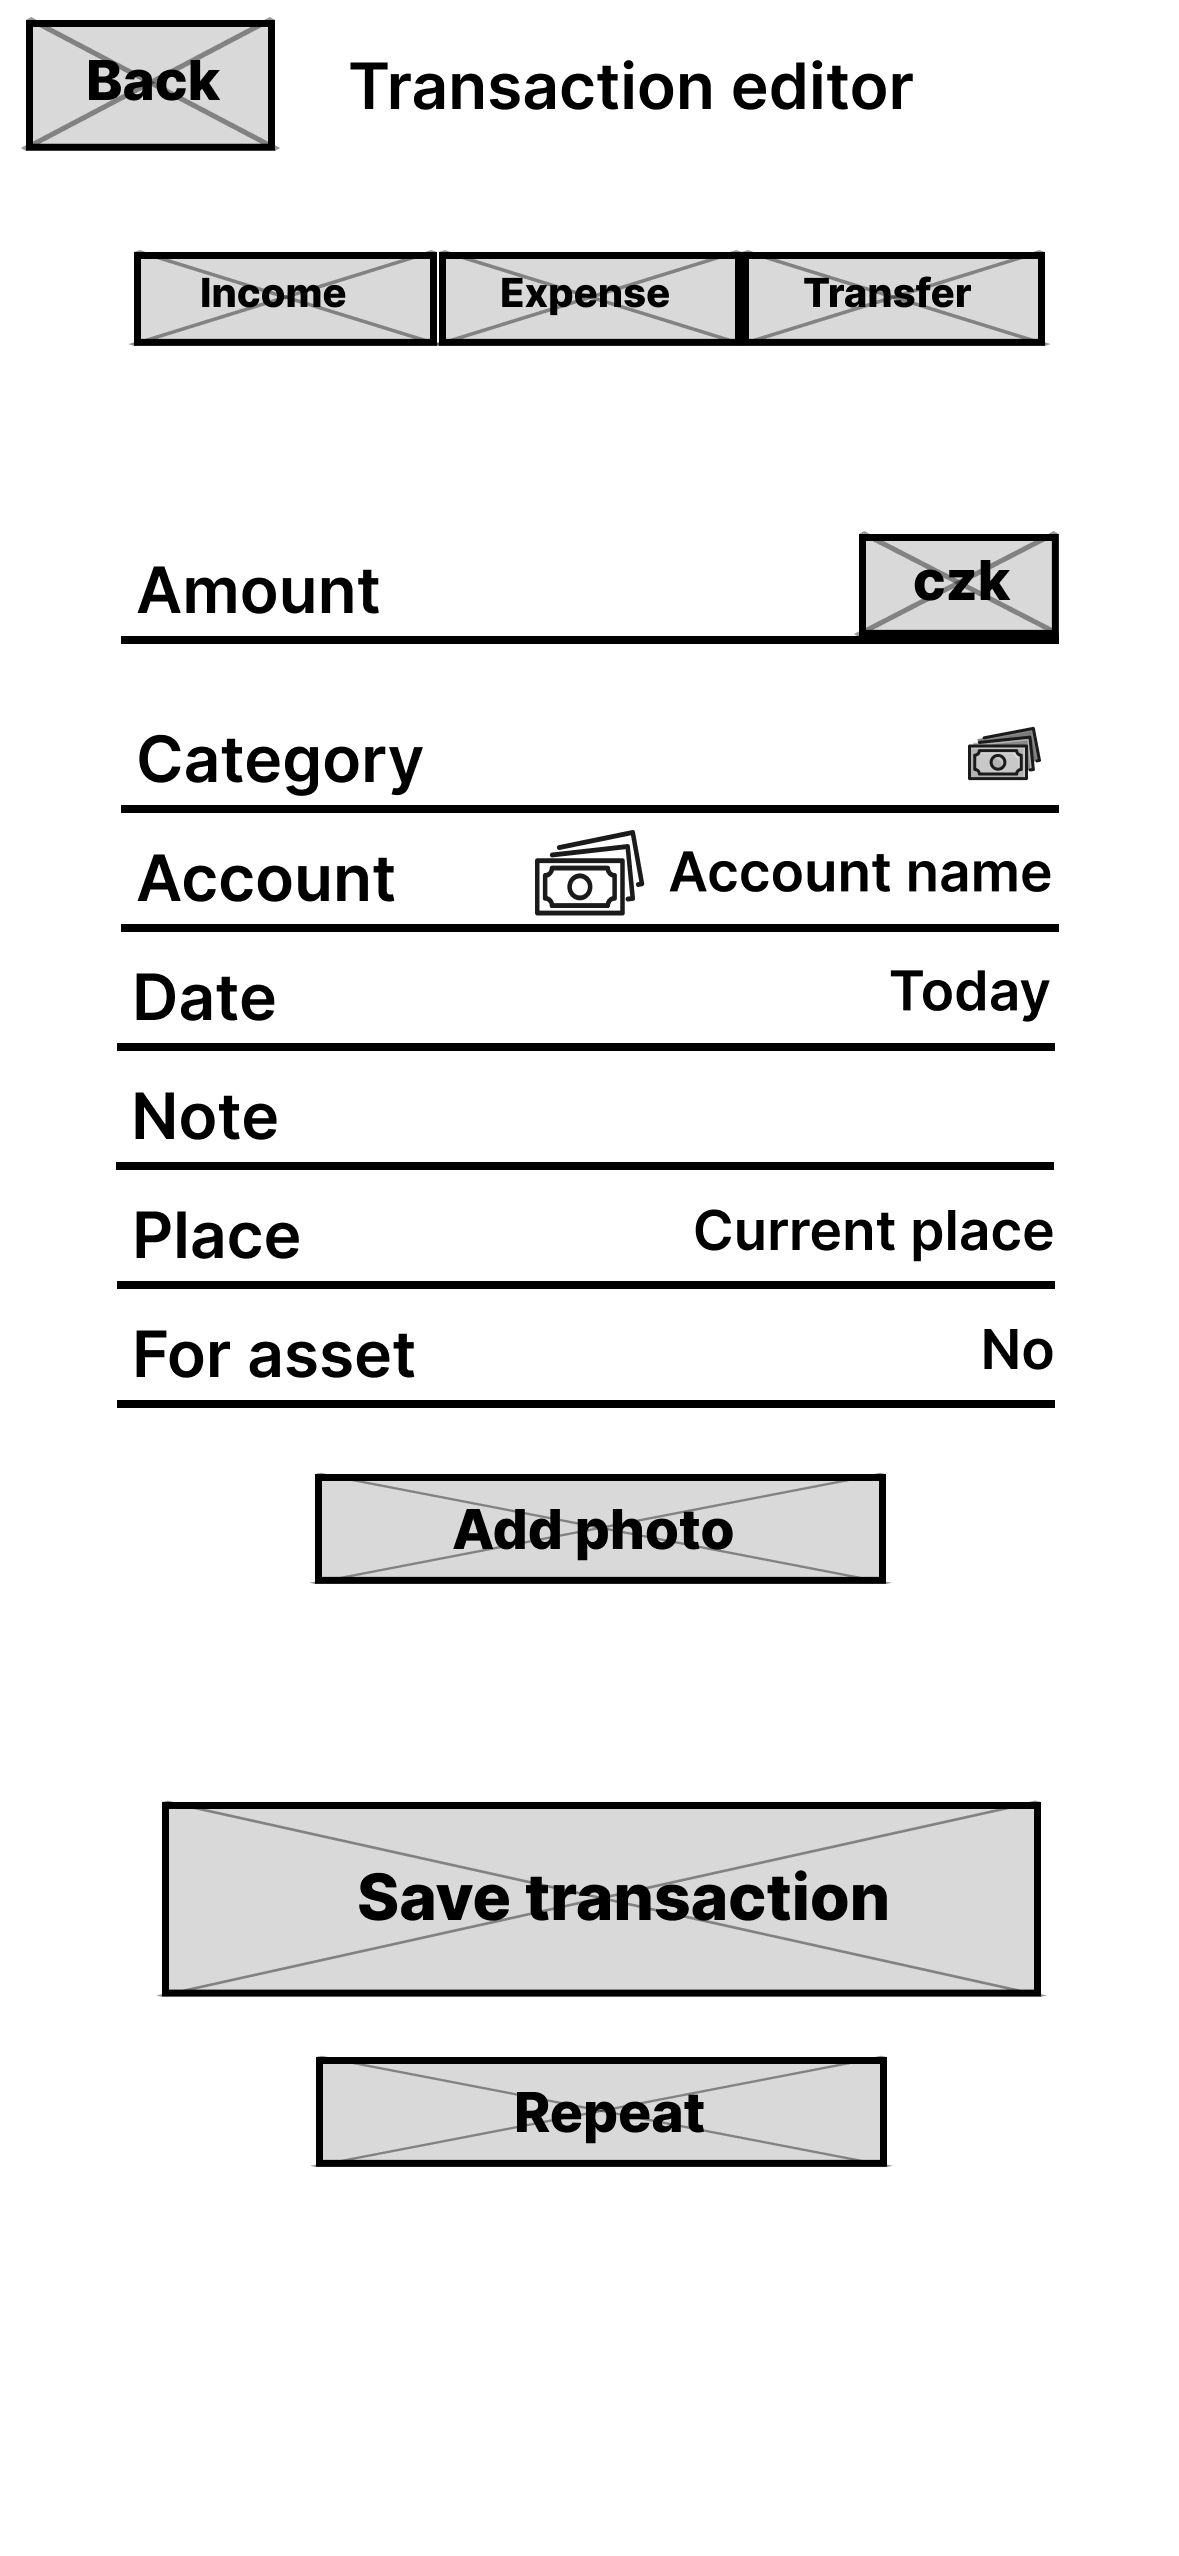 Back
Transaction editor
Income
Expense
Transfer
Amount
czk
Category
Account
Account name
Date
Today
Note
Place
Current place
For asset
No
Add photo
Save transaction
Repeat